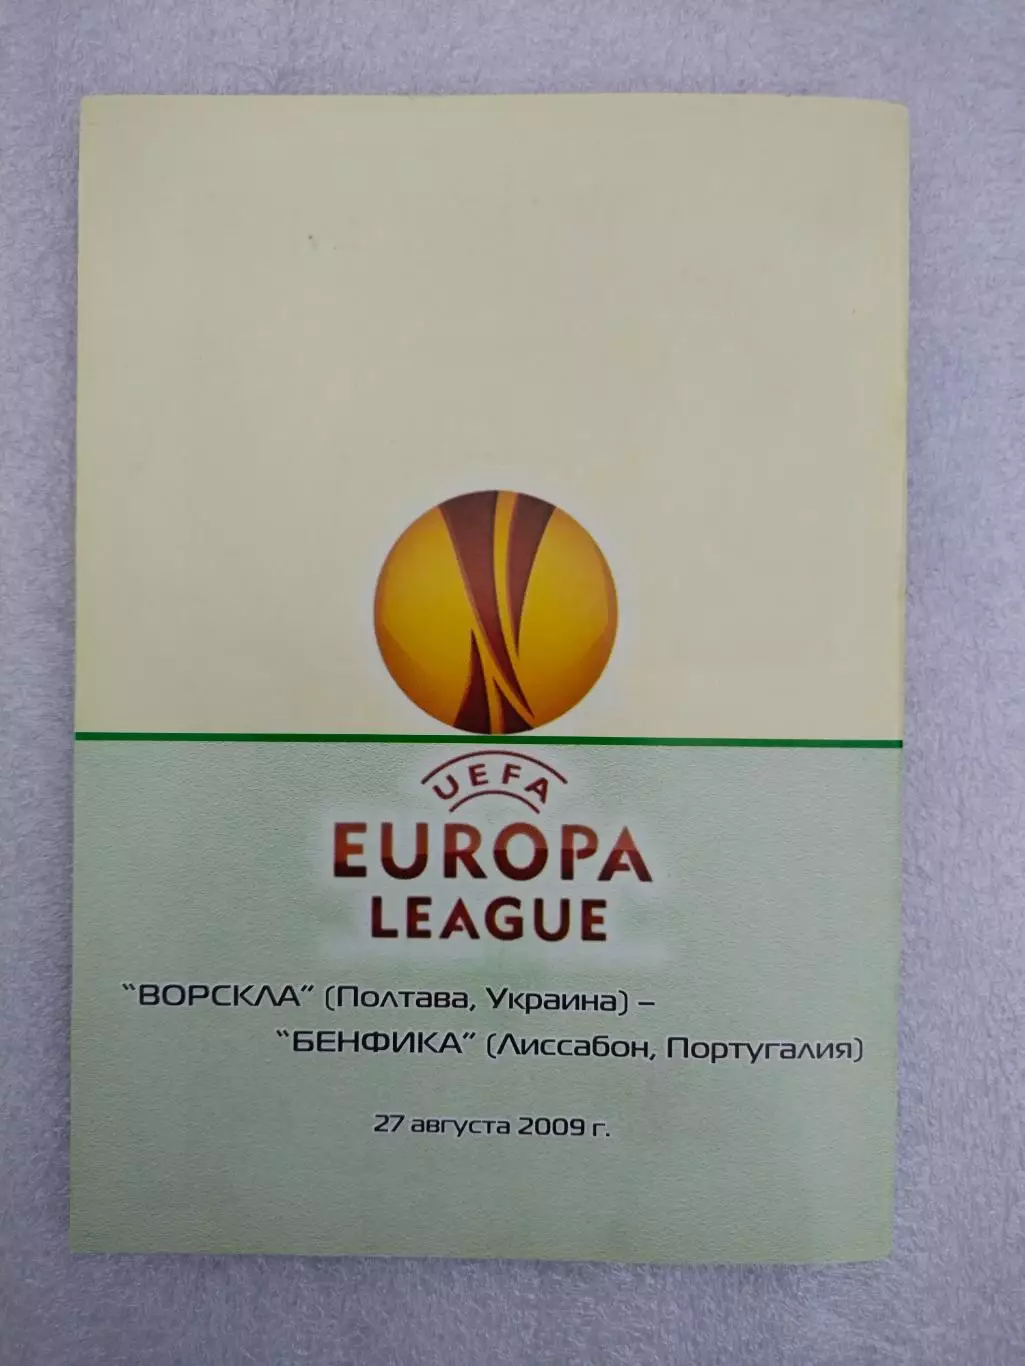 UEFA
EUROPA
LEAGUE
“ВОРСКЛА” (Полтава, Украина) –
“БЕНФИКА” (Лиссабон, Португалия)
27 августа 2009 г.